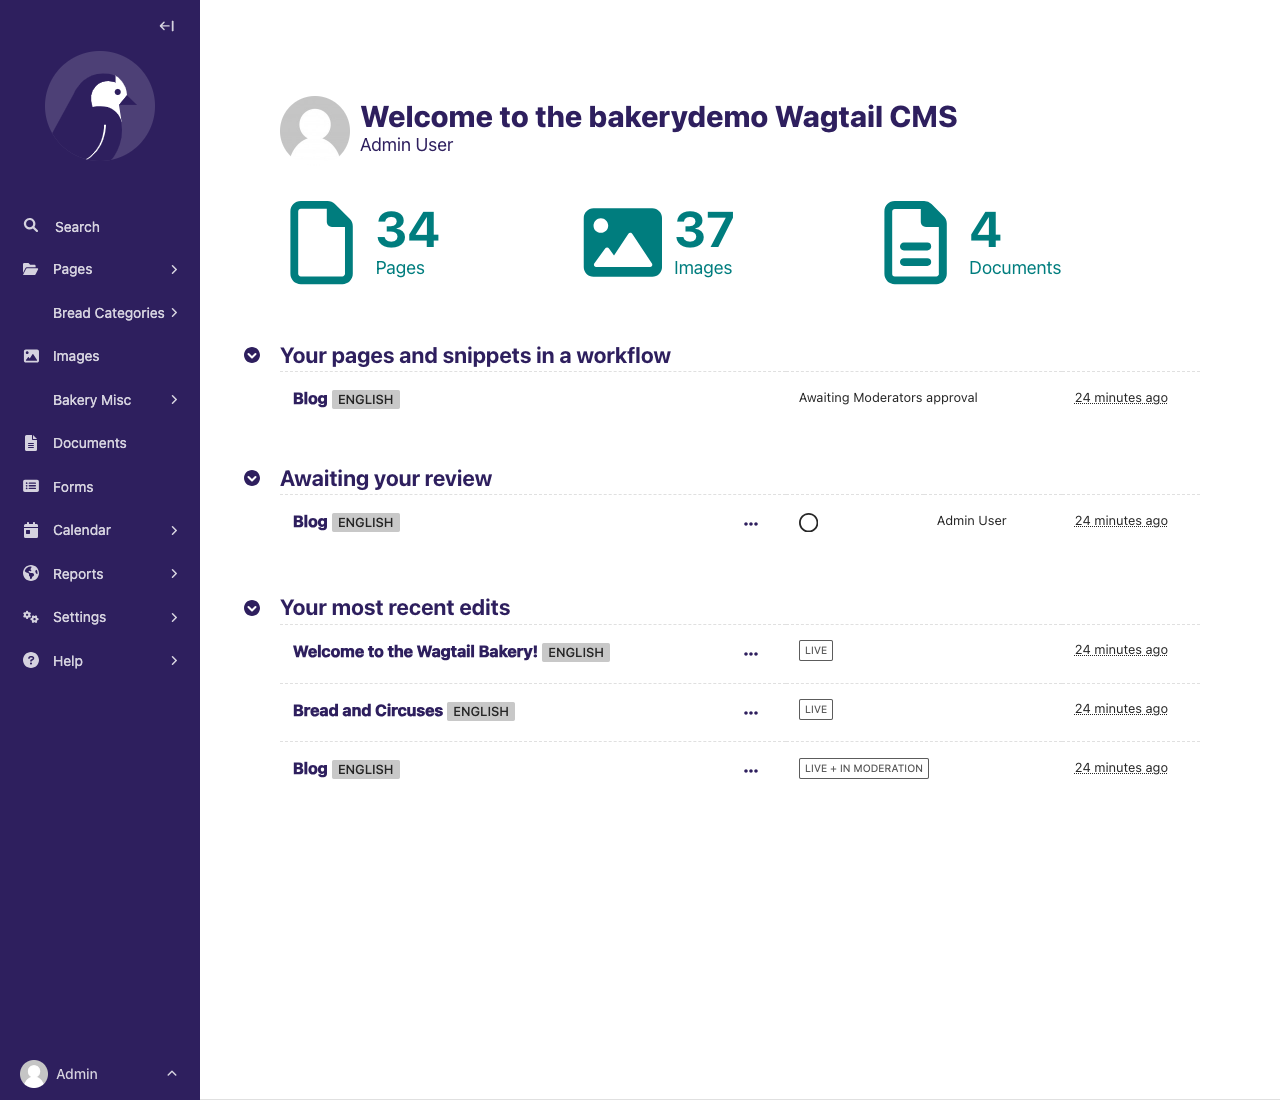 Search
Pages
Bread Categories
Images
Bakery Misc
Documents
Forms
Calendar
Reports
Settings
Help
Admin
Welcome to the bakerydemo Wagtail CMS
Admin User
34
Pages
37
Images
4
Documents
Your pages and snippets in a workflow
Blog ENGLISH Awaiting Moderators approval 24 minutes ago
Awaiting your review
Blog ENGLISH Admin User 24 minutes ago
Your most recent edits
Welcome to the Wagtail Bakery! ENGLISH LIVE 24 minutes ago
Bread and Circuses ENGLISH LIVE 24 minutes ago
Blog ENGLISH LIVE + IN MODERATION 24 minutes ago